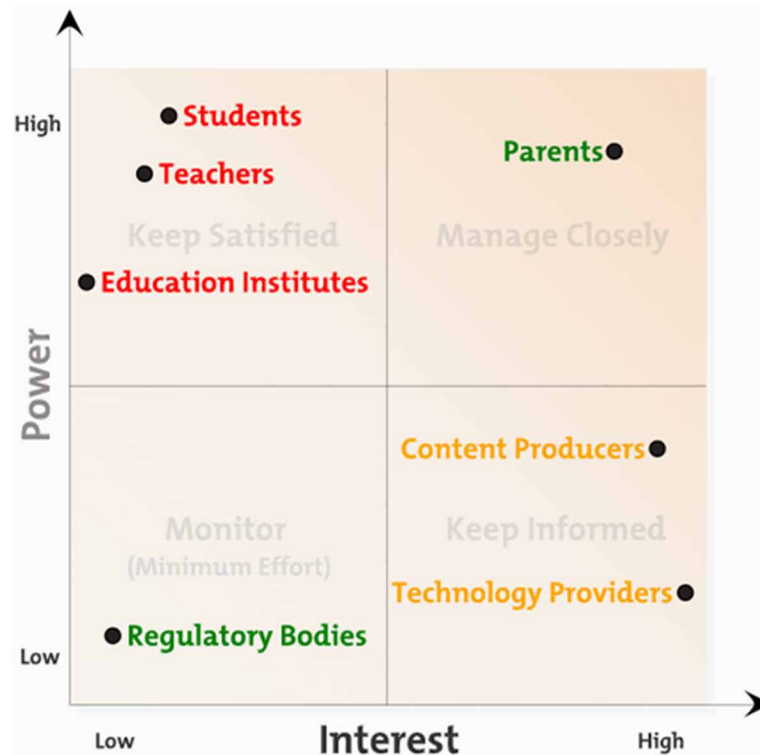 High
Students
Parents
Teachers
Keep Satisfied
Manage Closely
Education Institutes
Power
Content Producers
Monitor
(Minimum Effort)
Keep Informed
Technology Providers
Regulatory Bodies
Low
Low
Interest
High